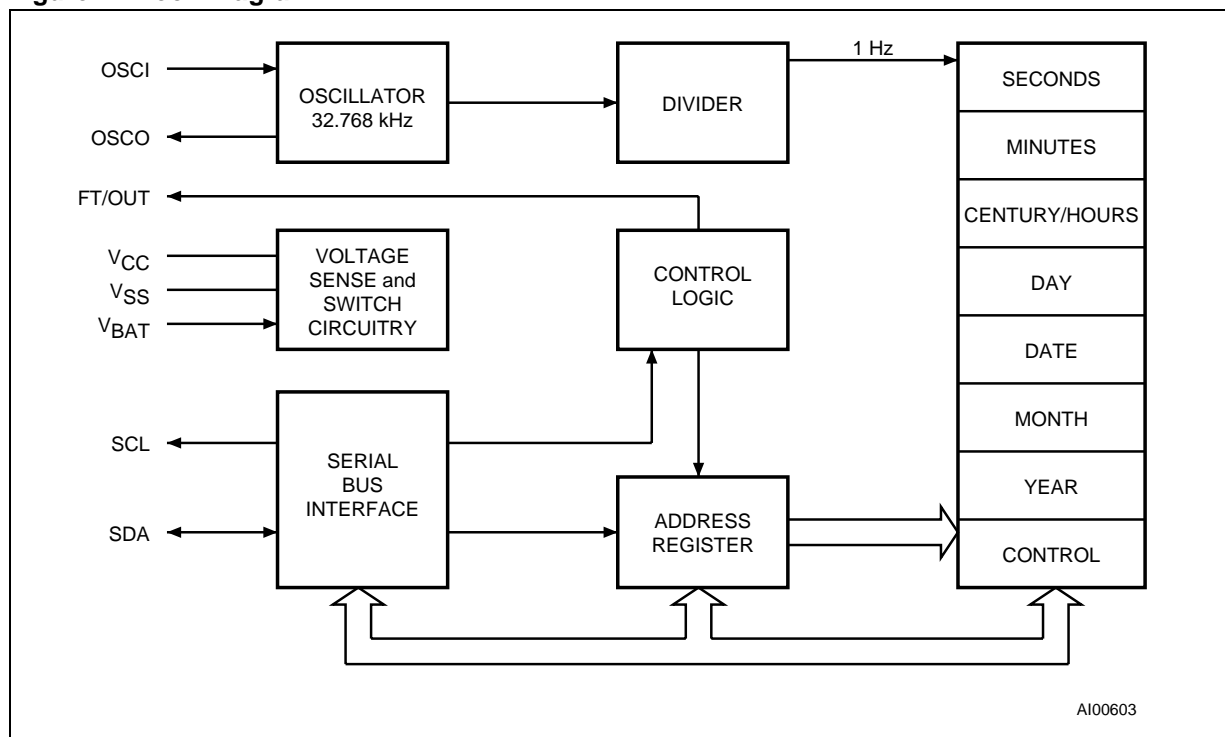 OSCI
OSCO
FT/OUT
VCC
VSS
VBAT
SCL
SDA
OSCILLATOR
32.768 kHz
VOLTAGE
SENSE and
SWITCH
CIRCUITRY
SERIAL
BUS
INTERFACE
DIVIDER
CONTROL
LOGIC
ADDRESS
REGISTER
1 Hz
SECONDS
MINUTES
CENTURY/HOURS
DAY
DATE
MONTH
YEAR
CONTROL
AI00603